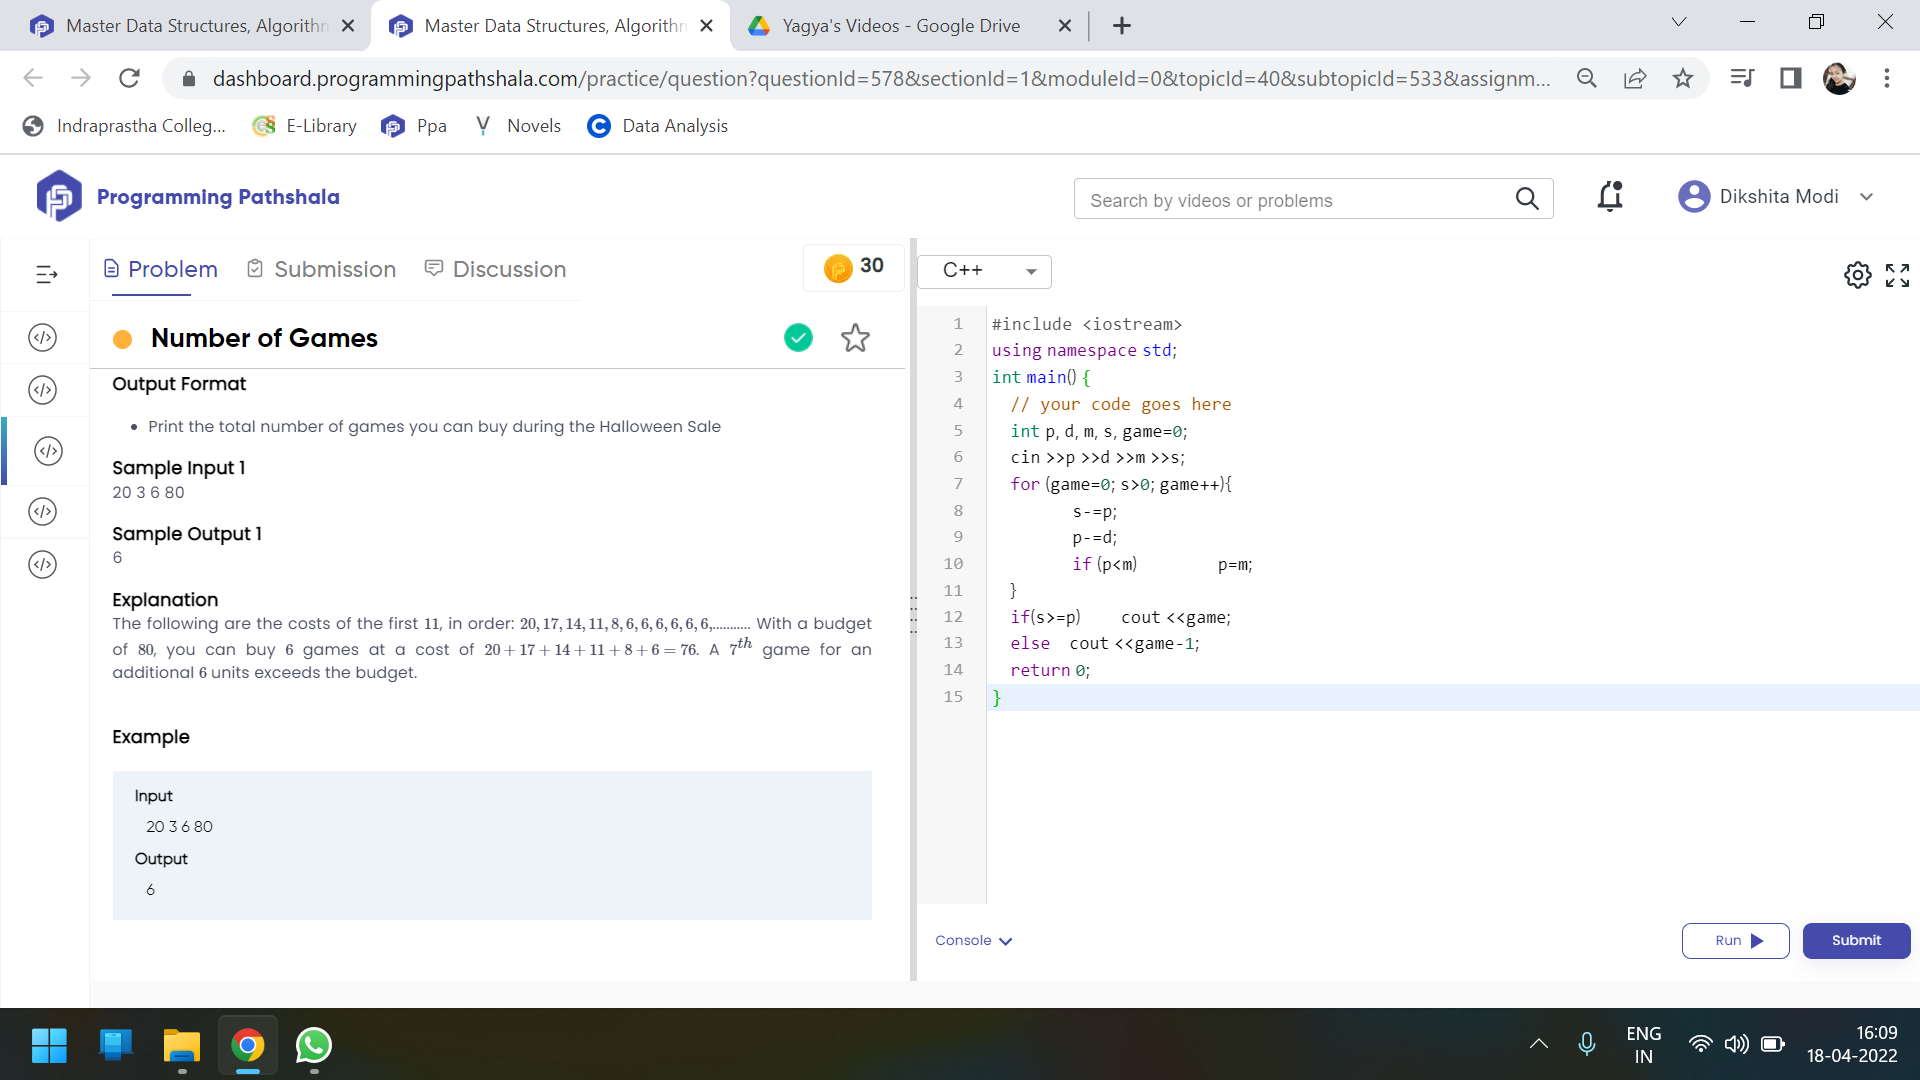 Master Data Structures, Algorithm
Master Data Structures, Algorithm
Yagya's Videos - Google Drive
dashboard.programmingpathshala.com/practice/question?questionId=578&sectionId=1&moduleId=0&topicId=40&subtopicId=533&assignm...
Indraprastha Colleg...
E-Library
Ppa
Novels
Data Analysis
Programming Pathshala
Search by videos or problems
Dikshita Modi
Problem
Submission
Discussion
30
C++
Number of Games
Output Format
• Print the total number of games you can buy during the Halloween Sale
Sample Input 1
20 3 6 80
Sample Output 1
6
Explanation
The following are the costs of the first 11, in order: 20, 17, 14, 11, 8, 6, 6, 6, 6, 6, 6,........... With a budget
of 80, you can buy 6 games at a cost of 20 + 17 + 14 + 11 + 8 + 6 = 76. A 7th game for an
additional 6 units exceeds the budget.
Example
Input
20 3 6 80
Output
6
1 #include <iostream>
2 using namespace std;
3 int main() {
4 // your code goes here
5 int p, d, m, s, game=0;
6 cin >>p >>d >>m >>s;
7 for (game=0; s>0; game++){
8 s-=p;
9 p-=d;
10 if (p<m) p=m;
11 }
12 if(s>=p) cout <<game;
13 else cout <<game-1;
14 return 0;
15 }
Console
Run
Submit
ENG
IN
16:09
18-04-2022